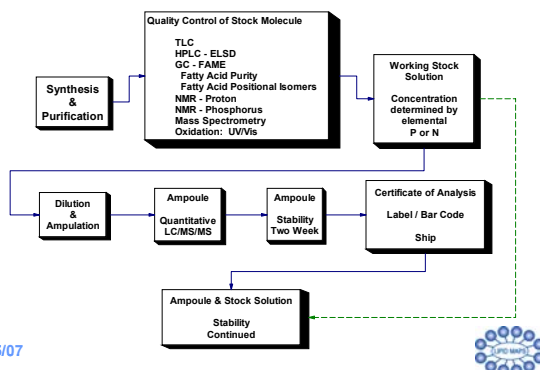 Quality Control of Stock Molecule
TLC
HPLC - ELSD
GC - FAME
Fatty Acid Purity
Fatty Acid Positional Isomers
NMR - Proton
NMR - Phosphorus
Mass Spectrometry
Oxidation: UV/Vis
Synthesis
&
Purification
Working Stock
Solution
Concentration
determined by
elemental
P or N
Dilution
&
Ampulation
Ampoule
Quantitative
LC/MS/MS
Ampoule
Stability
Two Week
Certificate of Analysis
Label / Bar Code
Ship
Ampoule & Stock Solution
Stability
Continued
/07
LIPID MAPS